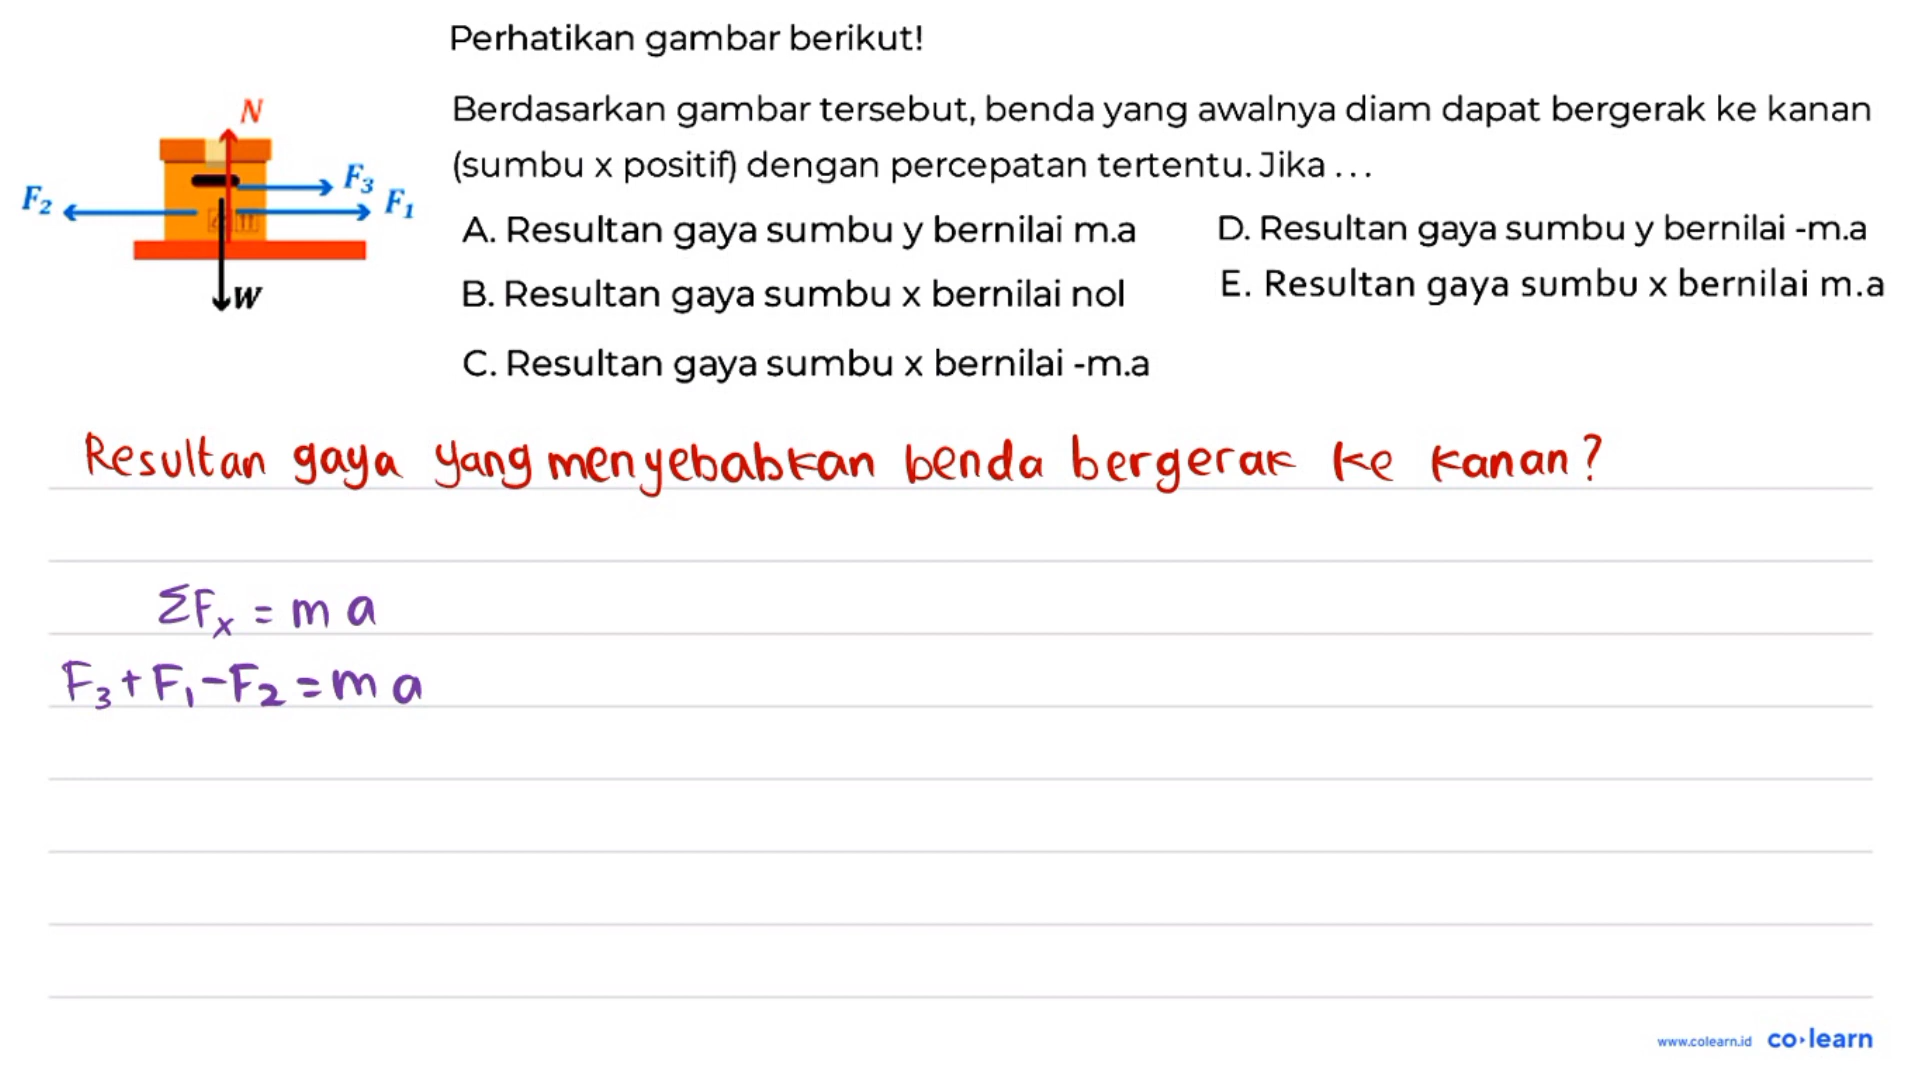 Perhatikan gambar berikut!
N
F₃
F₂
F₁
W
Berdasarkan gambar tersebut, benda yang awalnya diam dapat bergerak ke kanan
(sumbu x positif) dengan percepatan tertentu. Jika ...
A. Resultan gaya sumbu y bernilai m.a
B. Resultan gaya sumbu x bernilai nol
C. Resultan gaya sumbu x bernilai -m.a
D. Resultan gaya sumbu y bernilai -m.a
E. Resultan gaya sumbu x bernilai m.a
Resultan gaya yang menyebabkan benda bergerak ke kanan?
ΣFₓ = m a
F₃ + F₁ - F₂ = m a
www.colearn.id co·learn